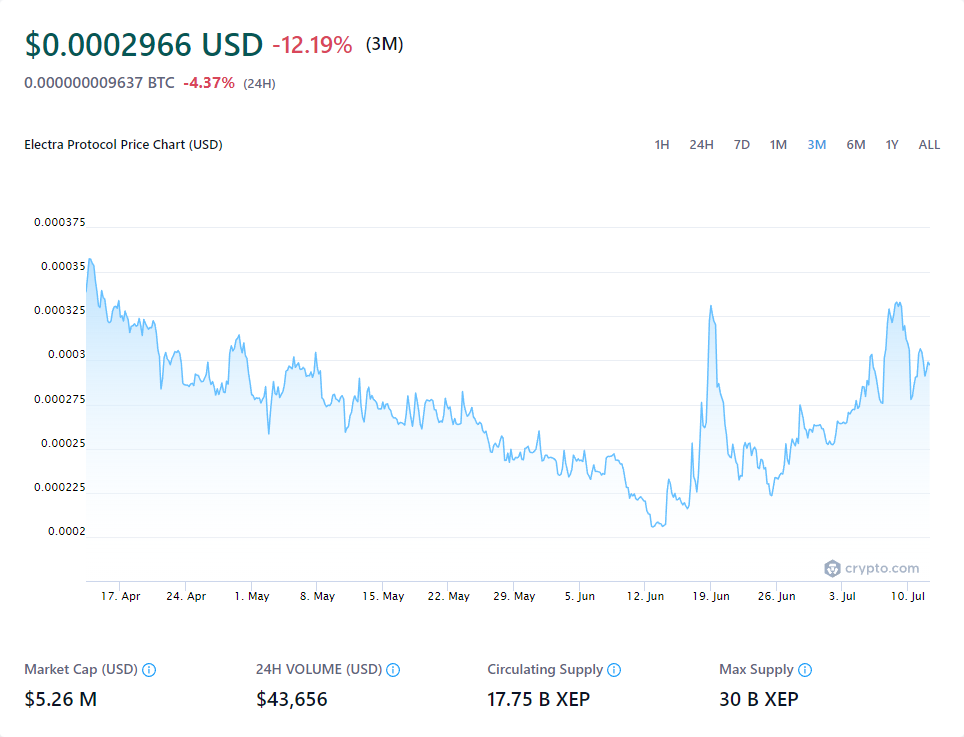 $0.0002966 USD -12.19% (3M)
0.000000009637 BTC -4.37% (24H)
Electra Protocol Price Chart (USD) 1H 24H 7D 1M 3M 6M 1Y ALL
0.000375
0.00035
0.000325
0.0003
0.000275
0.00025
0.000225
0.0002
crypto.com
17. Apr 24. Apr 1. May 8. May 15. May 22. May 29. May 5. Jun 12. Jun 19. Jun 26. Jun 3. Jul 10. Jul
Market Cap (USD) 24H VOLUME (USD) Circulating Supply Max Supply
$5.26 M $43,656 17.75 B XEP 30 B XEP